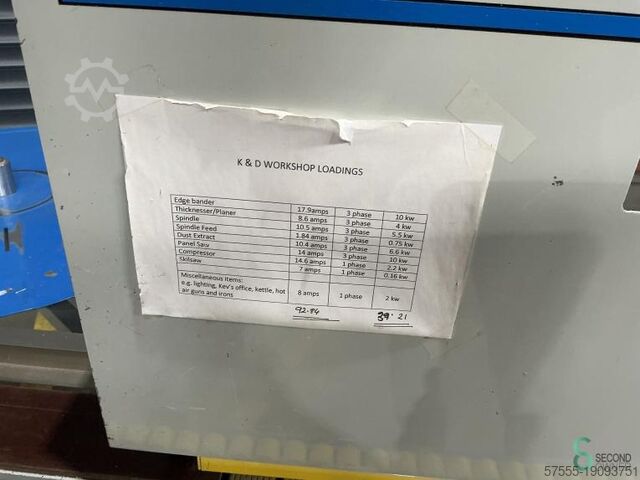 K & D WORKSHOP LOADINGS
Edge bander 17.9amps 3 phase 10 kw
Thicknesser/Planer 8.6 amps 3 phase 4 kw
Spindle 10.5 amps 3 phase 5.5 kw
Spindle Feed 1.84 amps 3 phase 0.75 kw
Dust Extract 10.4 amps 3 phase 6.6 kw
Panel Saw 14 amps 3 phase 10 kw
Compressor 14.6 amps 1 phase 2.2 kw
Skilsaw 7 amps 1 phase 0.16 kw
Miscellaneous items:
e.g. lighting, Kev's office, kettle, hot
air guns and irons 8 amps 1 phase 2 kw
92.84 39.21
SECOND
57555-19093751